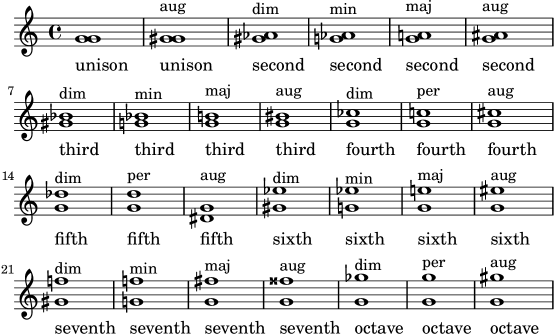 aug dim min maj aug
unison unison second second second second
7 dim min maj aug dim per aug
third third third third fourth fourth fourth
14 dim per aug dim min maj aug
fifth fifth fifth sixth sixth sixth sixth
21 dim min maj aug dim per aug
seventh seventh seventh seventh octave octave octave